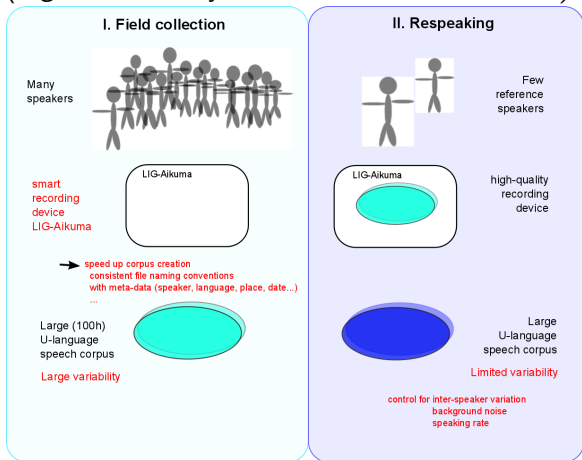 I. Field collection
Many
speakers
LIG-Aikuma
smart
recording
device
LIG-Aikuma
speed up corpus creation
consistent file naming conventions
with meta-data (speaker, language, place, date...)
...
Large (100h)
U-language
speech corpus
Large variability
II. Respeaking
Few
reference
speakers
LIG-Aikuma
high-quality
recording
device
Large
U-language
speech corpus
Limited variability
control for inter-speaker variation
background noise
speaking rate